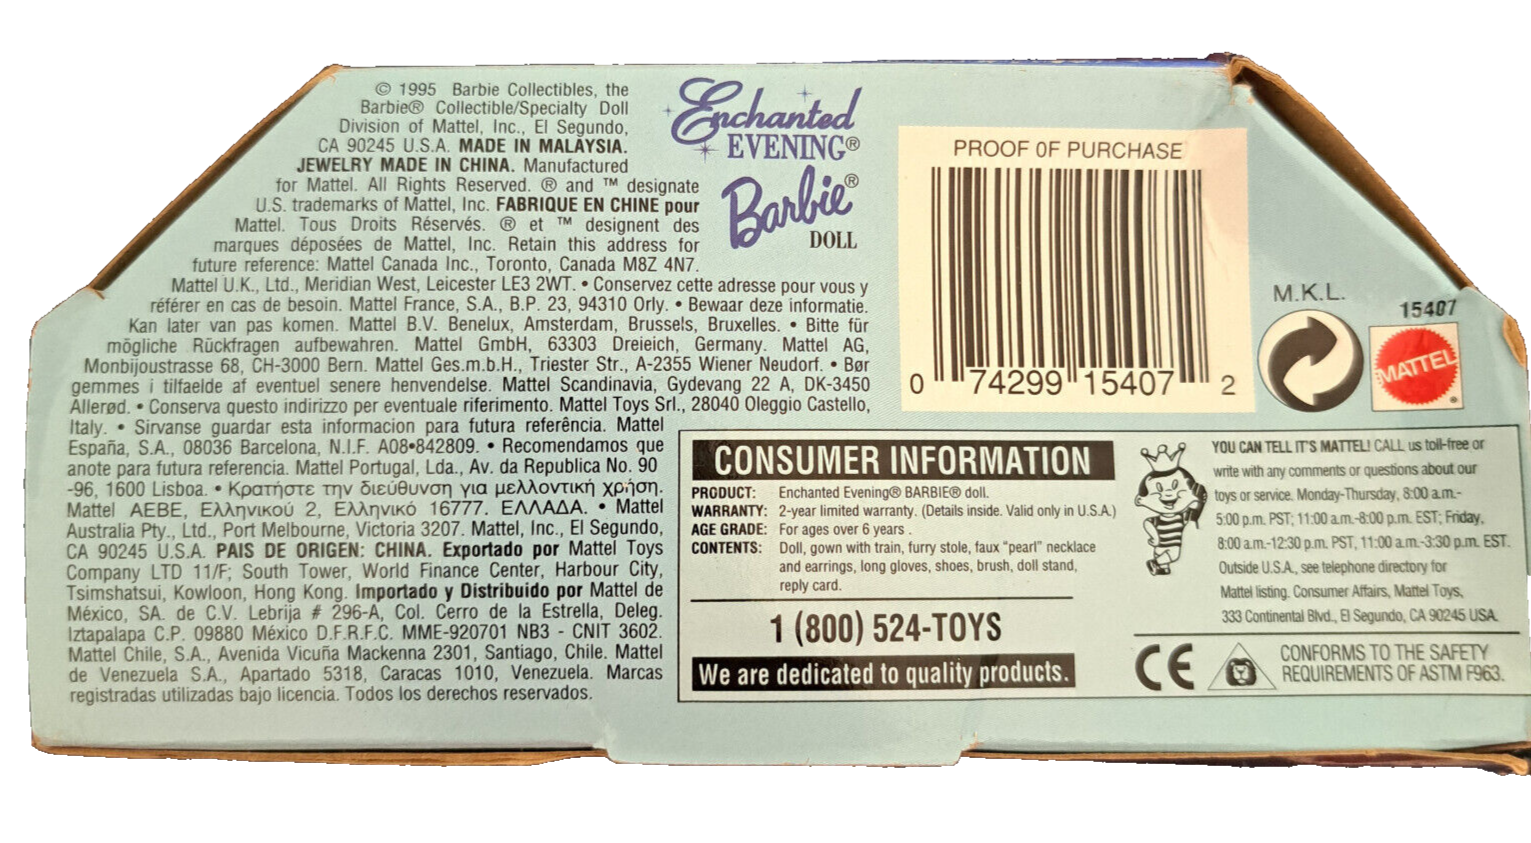 © 1995 Barbie Collectibles, the
Barbie® Collectible/Specialty Doll
Division of Mattel, Inc., El Segundo,
CA 90245 U.S.A. MADE IN MALAYSIA.
JEWELRY MADE IN CHINA. Manufactured
for Mattel. All Rights Reserved. ® and ™ designate
U.S. trademarks of Mattel, Inc. FABRIQUE EN CHINE pour
Mattel. Tous Droits Réservés. ® et ™ designent des
marques déposées de Mattel, Inc. Retain this address for
future reference: Mattel Canada Inc., Toronto, Canada M8Z 4N7.
Mattel U.K., Ltd., Meridian West, Leicester LE3 2WT. • Conservez cette adresse pour vous y
référer en cas de besoin. Mattel France, S.A., B.P. 23, 94310 Orly. • Bewaar deze informatie.
Kan later van pas komen. Mattel B.V. Benelux, Amsterdam, Brussels, Bruxelles. • Bitte für
mögliche Rückfragen aufbewahren. Mattel GmbH, 63303 Dreieich, Germany. Mattel AG,
Monbijoustrasse 68, CH-3000 Bern. Mattel Ges.m.b.H., Triester Str., A-2355 Wiener Neudorf. • Bør
gemmes i tilfaelde af eventuel senere henvendelse. Mattel Scandinavia, Gydevang 22 A, DK-3450
Allerød. • Conserva questo indirizzo per eventuale riferimento. Mattel Toys Srl., 28040 Oleggio Castello,
Italy. • Sirvanse guardar esta informacion para futura referência. Mattel
España, S.A., 08036 Barcelona, N.I.F. A08•842809. • Recomendamos que
anote para futura referencia. Mattel Portugal, Lda., Av. da Republica No. 90
-96, 1600 Lisboa. • Κρατήστε την διεύθυνση για μελλοντική χρήση.
Mattel ΑΕΒΕ, Ελληνικού 2, Ελληνικό 16777. ΕΛΛΑΔΑ. • Mattel
Australia Pty., Ltd., Port Melbourne, Victoria 3207. Mattel, Inc., El Segundo,
CA 90245 U.S.A. PAIS DE ORIGEN: CHINA. Exportado por Mattel Toys
Company LTD 11/F; South Tower, World Finance Center, Harbour City,
Tsimshatsui, Kowloon, Hong Kong. Importado y Distribuido por Mattel de
México, SA. de C.V. Lebrija # 296-A, Col. Cerro de la Estrella, Deleg.
Iztapalapa C.P. 09880 México D.F.R.F.C. MME-920701 NB3 - CNIT 3602.
Mattel Chile, S.A., Avenida Vicuña Mackenna 2301, Santiago, Chile. Mattel
de Venezuela S.A., Apartado 5318, Caracas 1010, Venezuela. Marcas
registradas utilizadas bajo licencia. Todos los derechos reservados.
Enchanted
EVENING®
Barbie®
DOLL
PROOF OF PURCHASE
0 74299 15407 2
M.K.L.
15407
MATTEL®
CONSUMER INFORMATION
PRODUCT: Enchanted Evening® BARBIE® doll.
WARRANTY: 2-year limited warranty. (Details inside. Valid only in U.S.A.)
AGE GRADE: For ages over 6 years .
CONTENTS: Doll, gown with train, furry stole, faux "pearl" necklace
and earrings, long gloves, shoes, brush, doll stand,
reply card.
1 (800) 524-TOYS
We are dedicated to quality products.
YOU CAN TELL IT'S MATTEL! CALL us toll-free or
write with any comments or questions about our
toys or service. Monday-Thursday, 8:00 a.m.-
5:00 p.m. PST; 11:00 a.m.-8:00 p.m. EST; Friday,
8:00 a.m.-12:30 p.m. PST, 11:00 a.m.-3:30 p.m. EST.
Outside U.S.A., see telephone directory for
Mattel listing. Consumer Affairs, Mattel Toys,
333 Continental Blvd., El Segundo, CA 90245 USA.
CE
CONFORMS TO THE SAFETY
REQUIREMENTS OF ASTM F963.